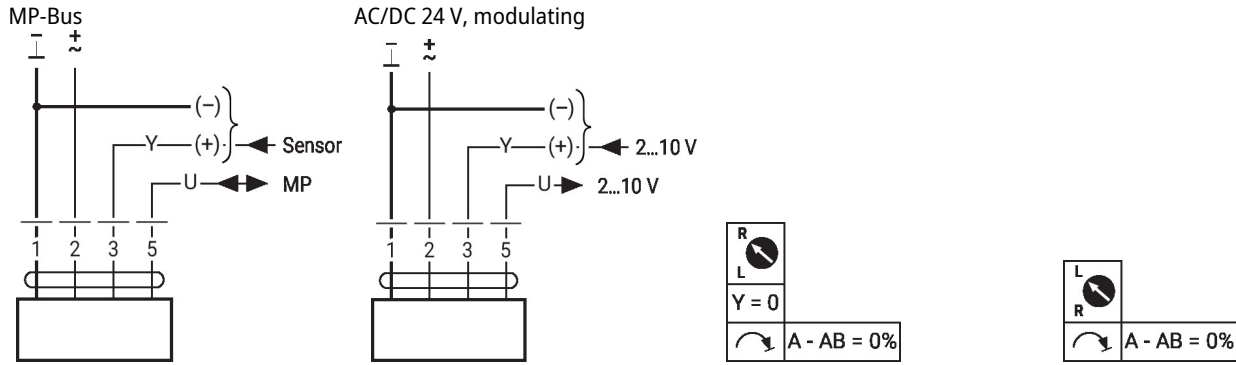 MP-Bus
AC/DC 24 V, modulating
− + ~
− + ~
(−)
Y (+) Sensor
U MP
1 2 3 5
(−)
Y (+) 2...10 V
U 2...10 V
1 2 3 5
R
L
Y = 0
A - AB = 0%
L
R
A - AB = 0%